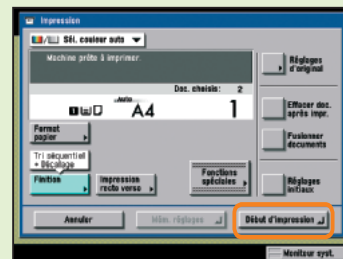 Impression
Sél. couleur auto
Machine prête à imprimer.
Réglages
d'original
Doc. choisis: 2
Auto
A4
1
Effacer doc.
après impr.
Format
papier
Fusionner
documents
Tri séquentiel
+ Décalage
Finition
Impression
recto verso
Fonctions
spéciales
Réglages
initiaux
Annuler
Mém. réglages
Début d'impression
Moniteur syst.